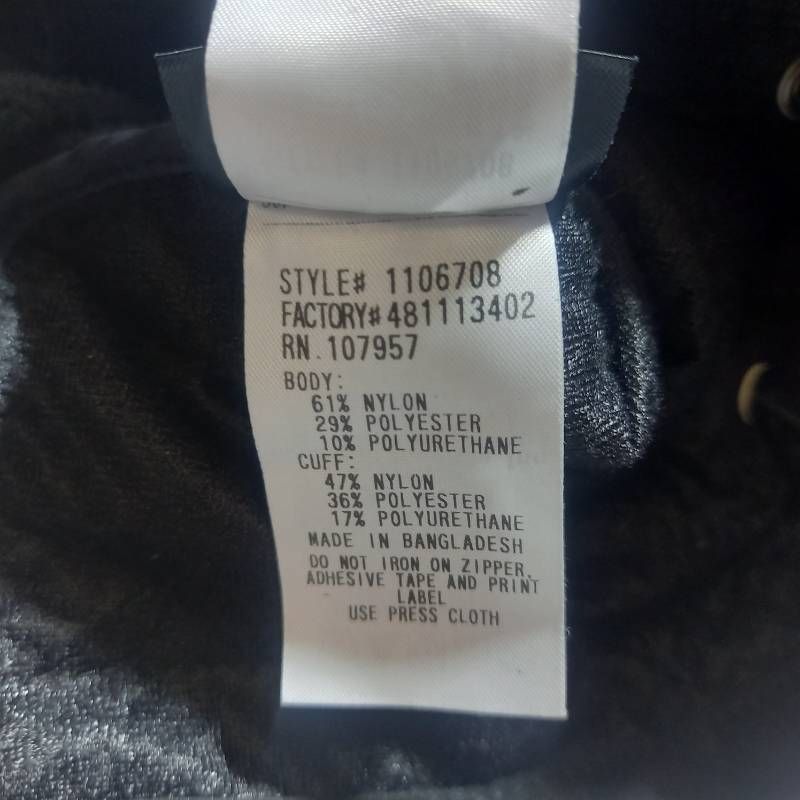 STYLE# 1106708
FACTORY#481113402
RN.107957
BODY:
61% NYLON
29% POLYESTER
10% POLYURETHANE
CUFF:
47% NYLON
36% POLYESTER
17% POLYURETHANE
MADE IN BANGLADESH
DO NOT IRON ON ZIPPER,
ADHESIVE TAPE AND PRINT
LABEL
USE PRESS CLOTH